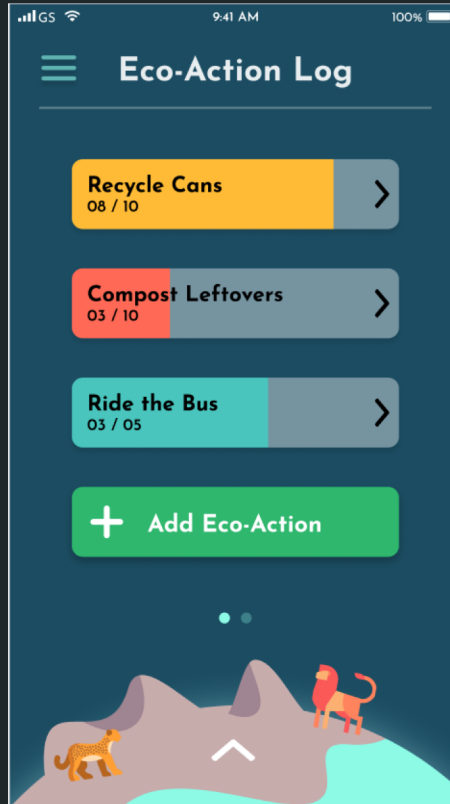 GS 9:41 AM 100%
Eco-Action Log
Recycle Cans
08 / 10
Compost Leftovers
03 / 10
Ride the Bus
03 / 05
Add Eco-Action